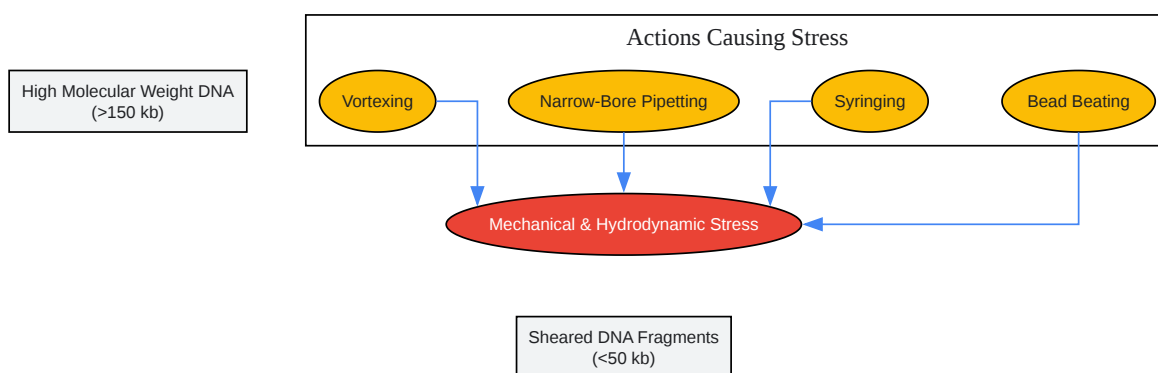 Actions Causing Stress
High Molecular Weight DNA
(>150 kb)
Vortexing
Narrow-Bore Pipetting
Syringing
Bead Beating
Mechanical & Hydrodynamic Stress
Sheared DNA Fragments
(<50 kb)